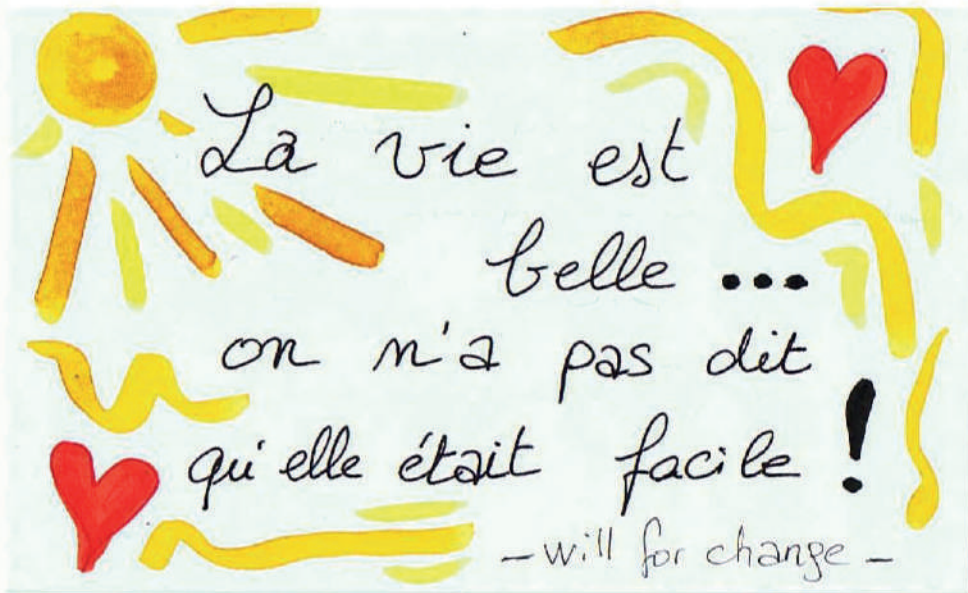 La vie est
belle ...
on n'a pas dit
qu'elle était facile !
- will for change -